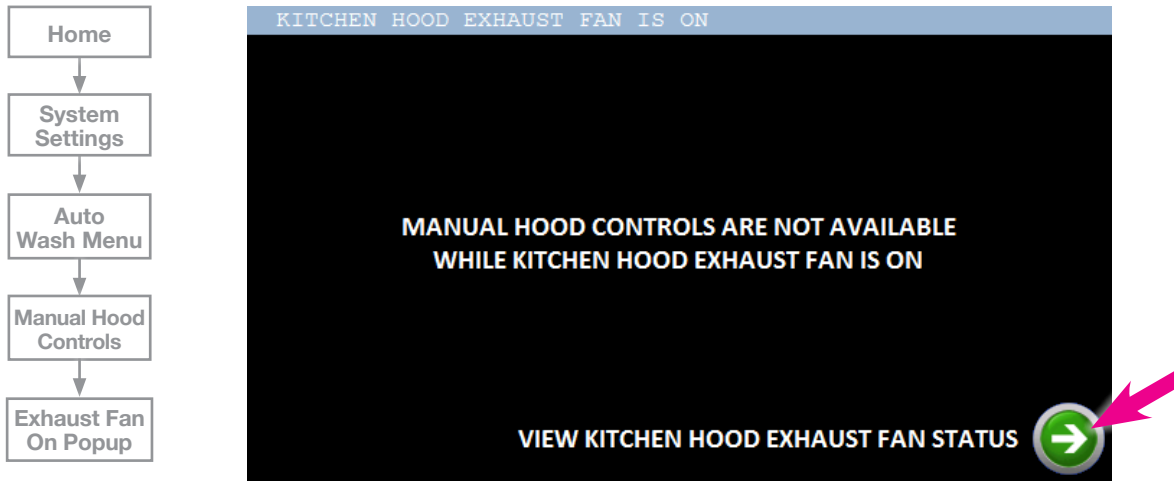 Home
System
Settings
Auto
Wash Menu
Manual Hood
Controls
Exhaust Fan
On Popup
KITCHEN HOOD EXHAUST FAN IS ON
MANUAL HOOD CONTROLS ARE NOT AVAILABLE
WHILE KITCHEN HOOD EXHAUST FAN IS ON
VIEW KITCHEN HOOD EXHAUST FAN STATUS